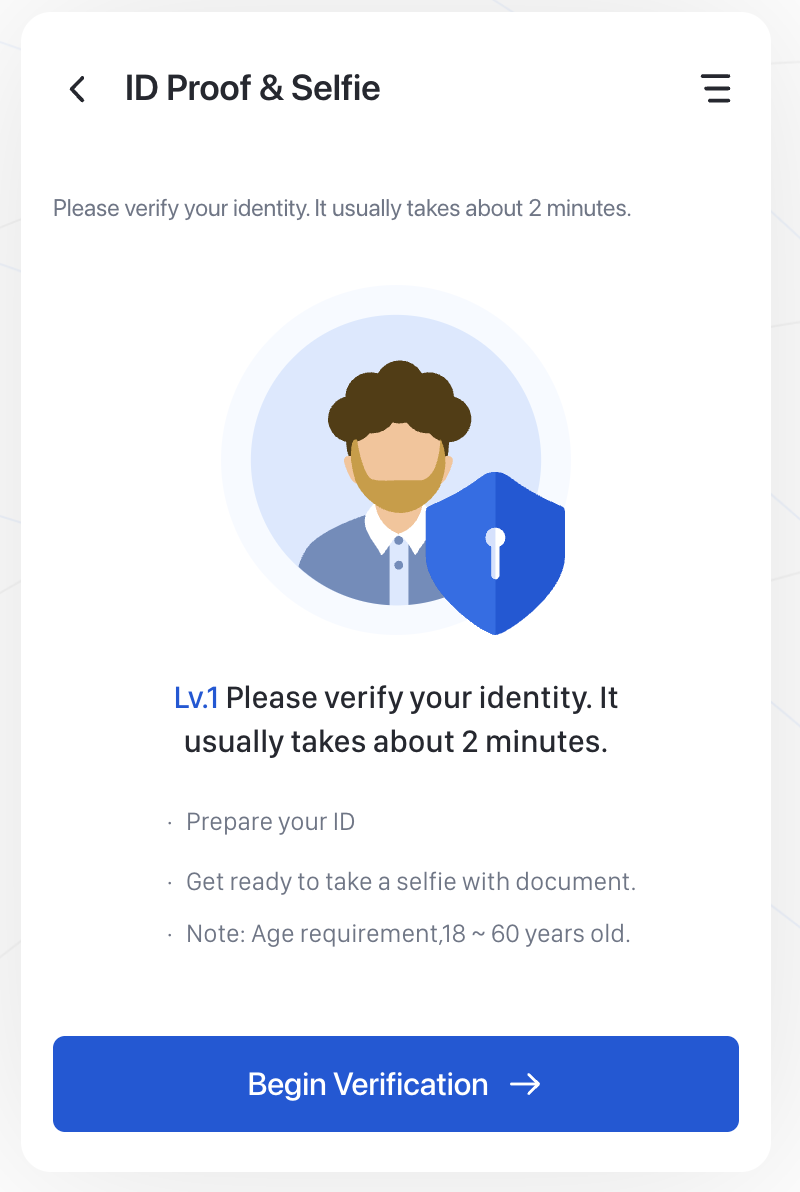 ID Proof & Selfie
Please verify your identity. It usually takes about 2 minutes.
Lv.1 Please verify your identity. It
usually takes about 2 minutes.
· Prepare your ID
· Get ready to take a selfie with document.
· Note: Age requirement,18 ~ 60 years old.
Begin Verification →